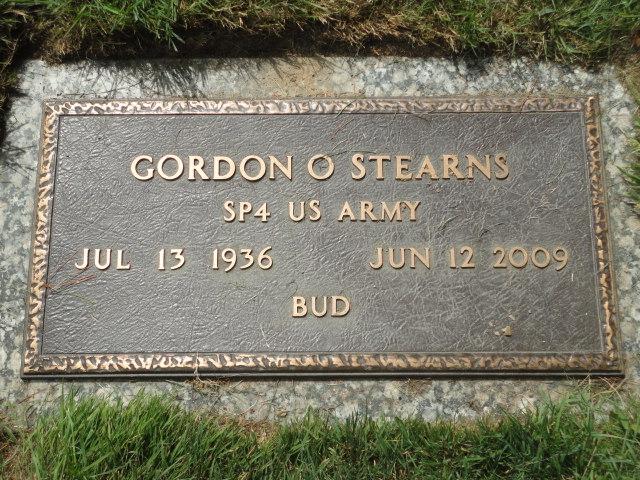 GORDON O STEARNS
SP4 US ARMY
JUL 13 1936 JUN 12 2009
BUD